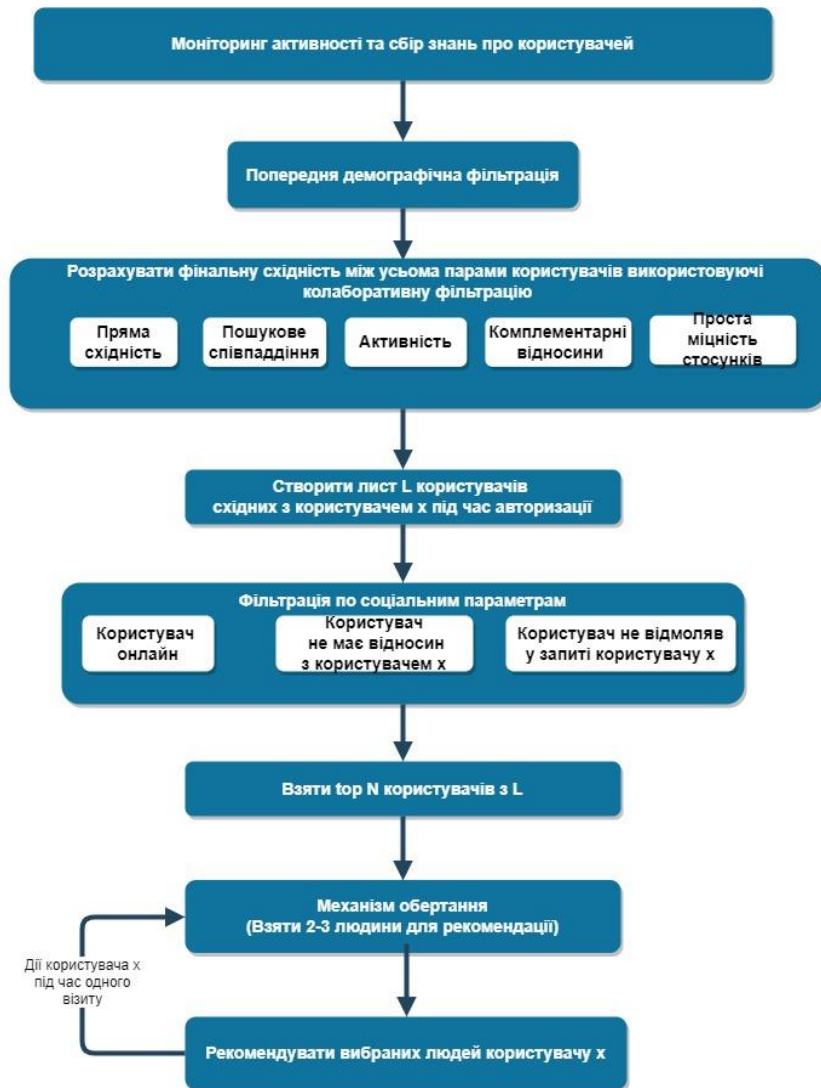 Моніторинг активності та сбір знань про користувачей
Попередня демографічна фільтрація
Розрахувати фінальну східність між усьома парами користувачів використовуючі
колаборативну фільтрацію
Пряма
східність
Пошукове
співпаддіння
Активність
Комплементарні
відносини
Проста
міцність
стосунків
Створити лист L користувачів
східних з користувачем x під час авторизації
Фільтрація по соціальним параметрам
Користувач
онлайн
Користувач
не має відносин
з користувачем x
Користувач не відмоляв
у запиті користувачу x
Взяти top N користувачів з L
Механізм обертання
(Взяти 2-3 людини для рекомендації)
Дії користувача x
під час одного
візиту
Рекомендувати вибраних людей користувачу x